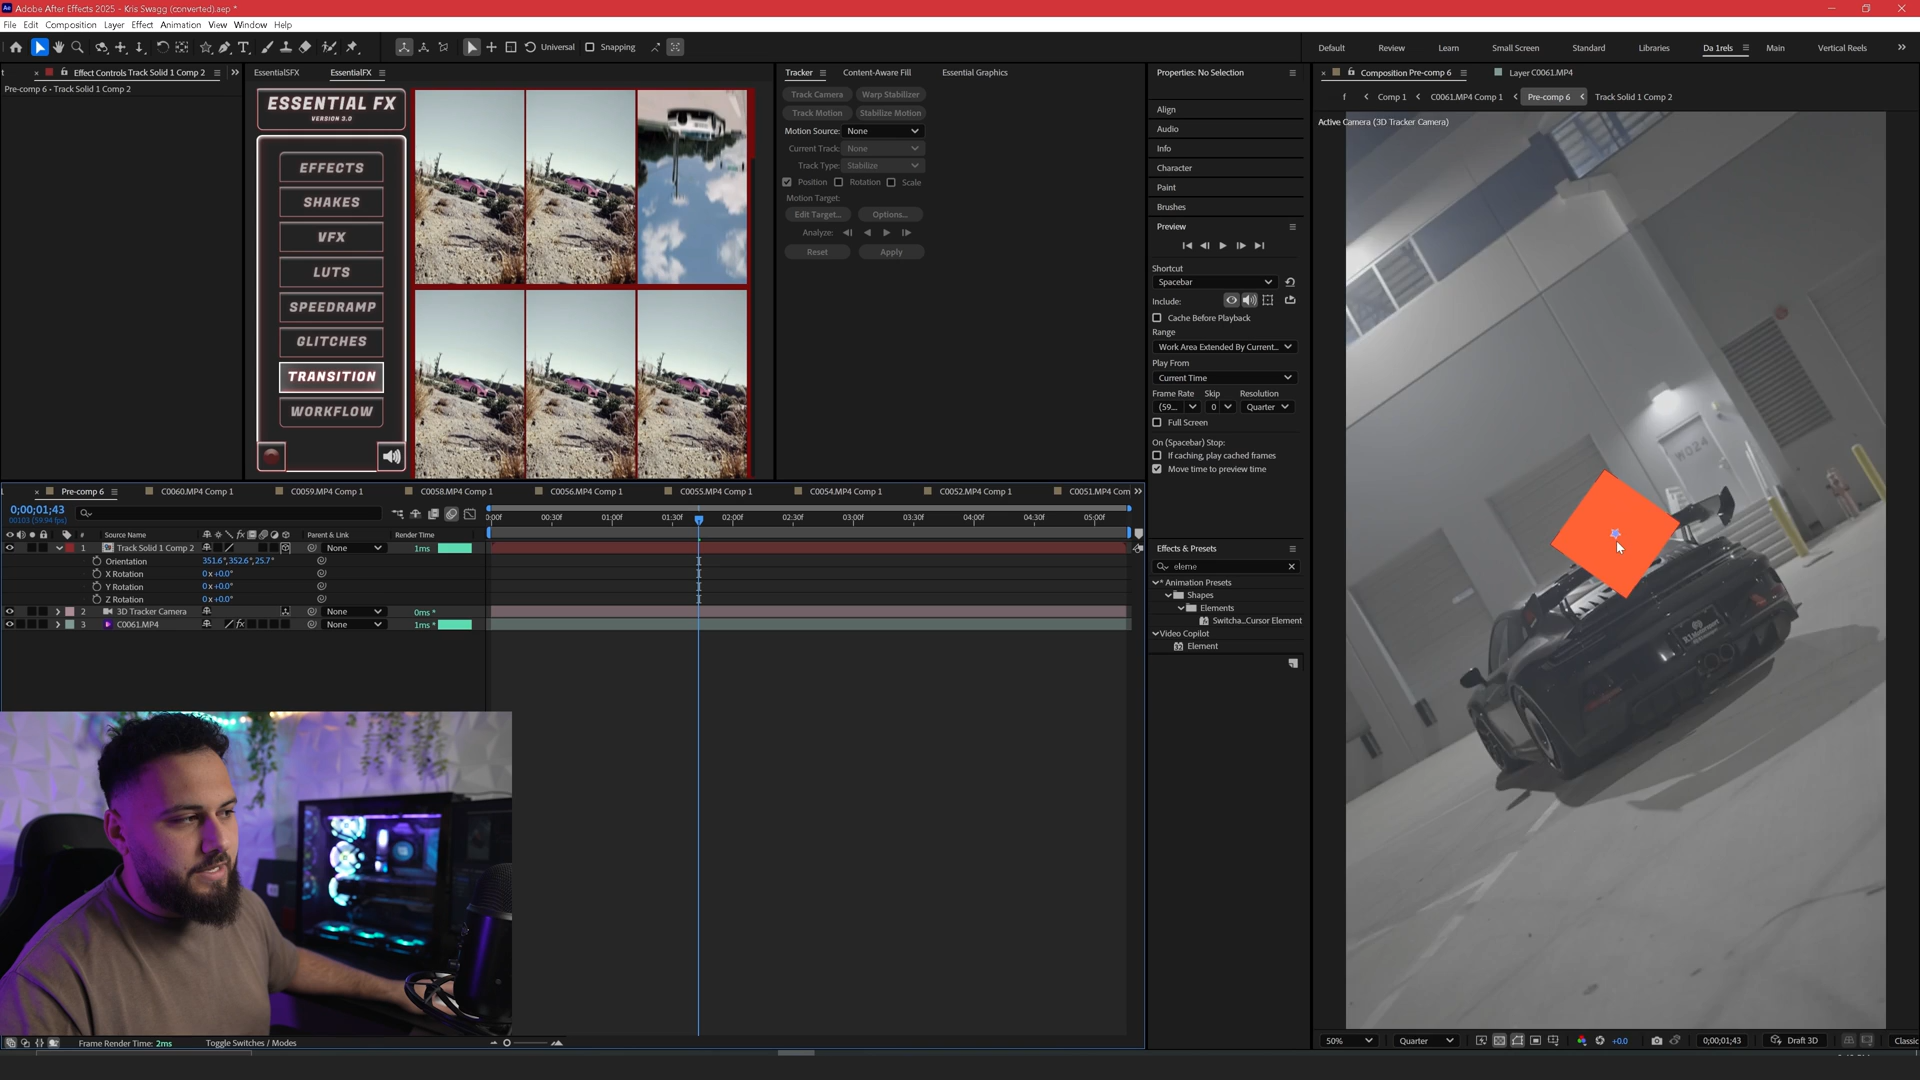 Adobe After Effects 2025 - Kris Swagg (converted).aep *
File Edit Composition Layer Effect Animation View Window Help
Universal Snapping
Default Review Learn Small Screen Standard Libraries Da 1rels Main Vertical Reels
Effect Controls Track Solid 1 Comp 2
Pre-comp 6 • Track Solid 1 Comp 2
EssentialSFX EssentialFX
ESSENTIAL FX
VERSION 3.0
EFFECTS
SHAKES
VFX
LUTS
SPEEDRAMP
GLITCHES
TRANSITION
WORKFLOW
Tracker Content-Aware Fill Essential Graphics
Track Camera Warp Stabilizer
Track Motion Stabilize Motion
Motion Source: None
Current Track: None
Track Type: Stabilize
Position Rotation Scale
Motion Target:
Edit Target... Options...
Analyze:
Reset Apply
Properties: No Selection
Align
Audio
Info
Character
Paint
Brushes
Preview
Shortcut
Spacebar
Include:
Cache Before Playback
Range
Work Area Extended By Current...
Play From
Current Time
Frame Rate Skip Resolution
(59... 0 Quarter
Full Screen
On (Spacebar) Stop:
If caching, play cached frames
Move time to preview time
Effects & Presets
eleme
* Animation Presets
Shapes
Elements
Switcha...Cursor Element
Video Copilot
Element
Composition Pre-comp 6 Layer C0061.MP4
Comp 1 C0061.MP4 Comp 1 Pre-comp 6 Track Solid 1 Comp 2
Active Camera (3D Tracker Camera)
W024
50% Quarter +0.0 0;00;01;43 Draft 3D Classic
Pre-comp 6 C0060.MP4 Comp 1 C0059.MP4 Comp 1 C0058.MP4 Comp 1 C0056.MP4 Comp 1 C0055.MP4 Comp 1 C0054.MP4 Comp 1 C0052.MP4 Comp 1 C0051.MP4 Com
0;00;01;43
00103 (59.94 fps)
:00f 00:30f 01:00f 01:30f 02:00f 02:30f 03:00f 03:30f 04:00f 04:30f 05:00f
# Source Name Parent & Link Render Time
1 Track Solid 1 Comp 2 None 1ms
Orientation 351.6°,352.6°,25.7°
X Rotation 0x+0.0°
Y Rotation 0x+0.0°
Z Rotation 0x+0.0°
2 3D Tracker Camera None 0ms *
3 C0061.MP4 None 1ms *
Frame Render Time: 2ms Toggle Switches / Modes